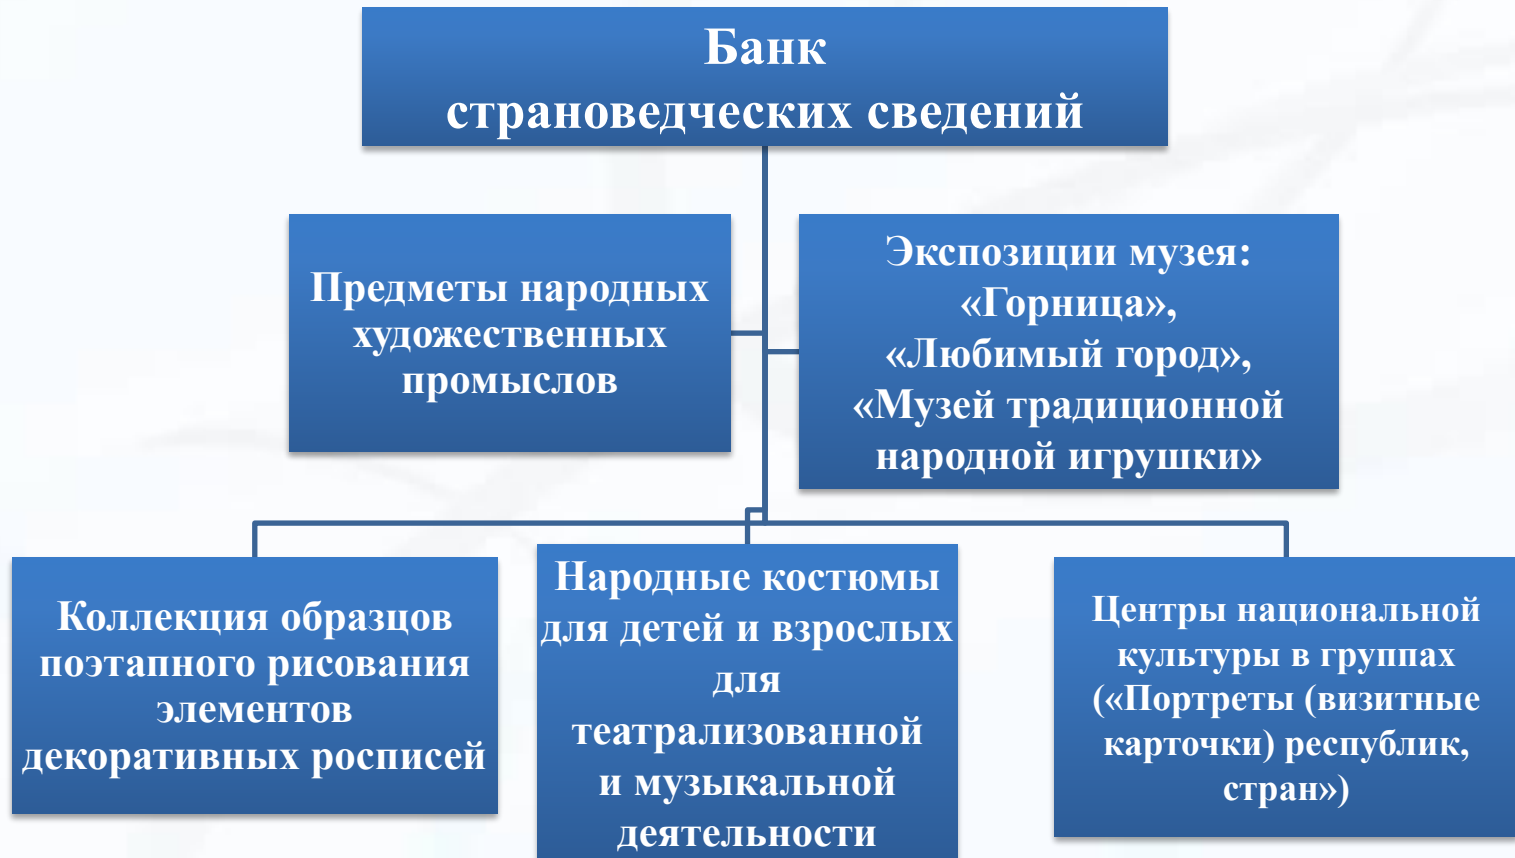 Банк
страноведческих сведений
Предметы народных
художественных
промыслов
Экспозиции музея:
«Горница»,
«Любимый город»,
«Музей традиционной
народной игрушки»
Коллекция образцов
поэтапного рисования
элементов
декоративных росписей
Народные костюмы
для детей и взрослых
для
театрализованной
и музыкальной
деятельности
Центры национальной
культуры в группах
(«Портреты (визитные
карточки) республик,
стран»)